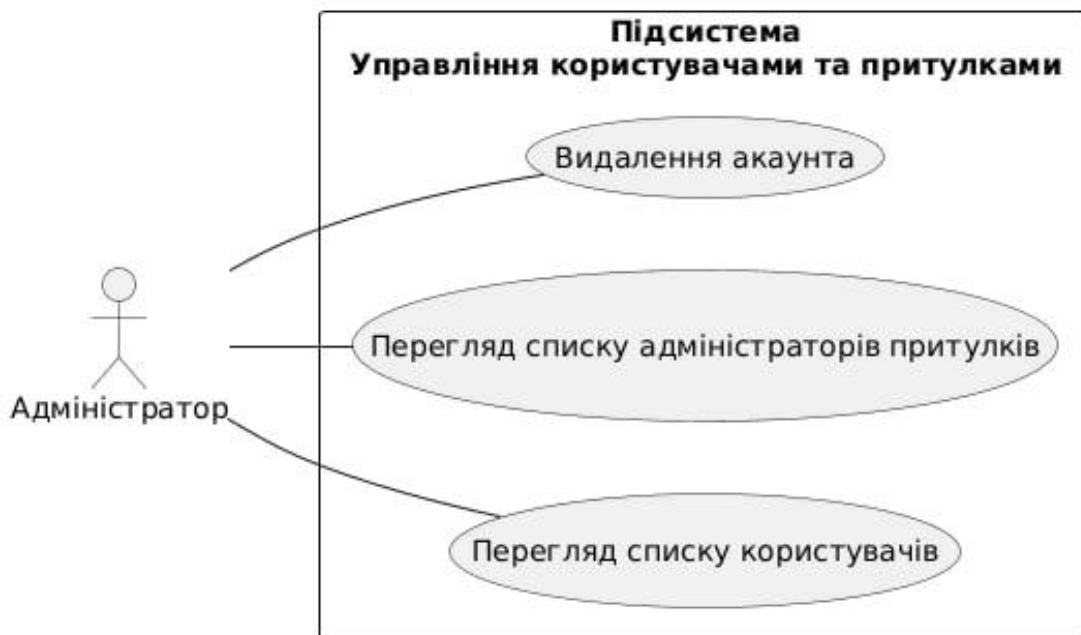 Підсистема
Управління користувачами та притулками
Видалення акаунта
Перегляд списку адміністраторів притулків
Адміністратор
Перегляд списку користувачів